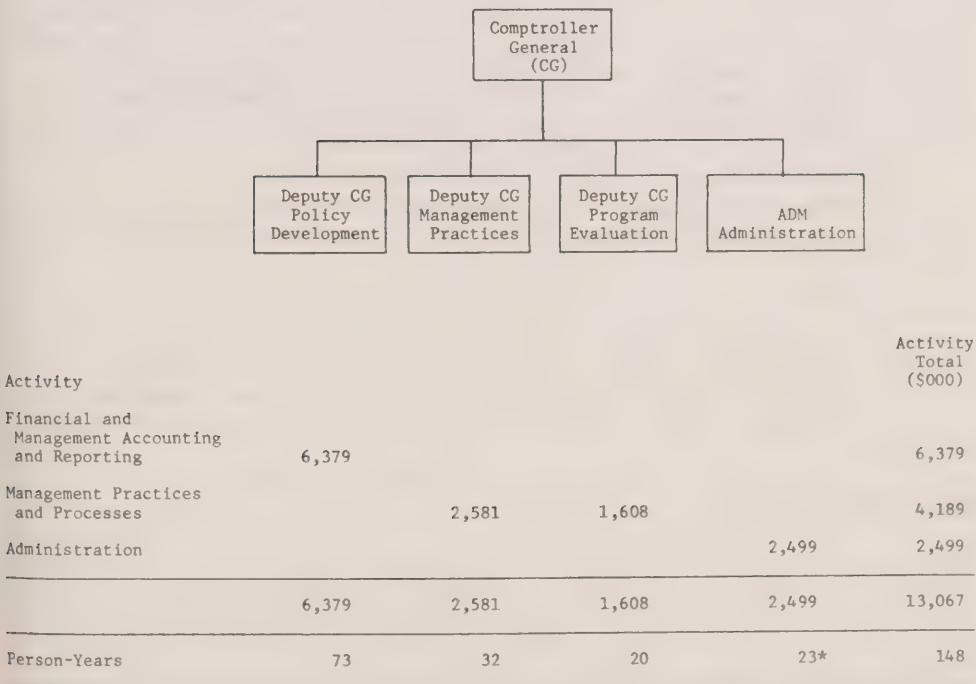 Comptroller
General
(CG)
Deputy CG
Policy
Development
Deputy CG
Management
Practices
Deputy CG
Program
Evaluation
ADM
Administration
Activity
Total
Activity ($000)
Financial and
Management Accounting
and Reporting 6,379 6,379
Management Practices
and Processes 2,581 1,608 4,189
Administration 2,499 2,499
6,379 2,581 1,608 2,499 13,067
Person-Years 73 32 20 23* 148